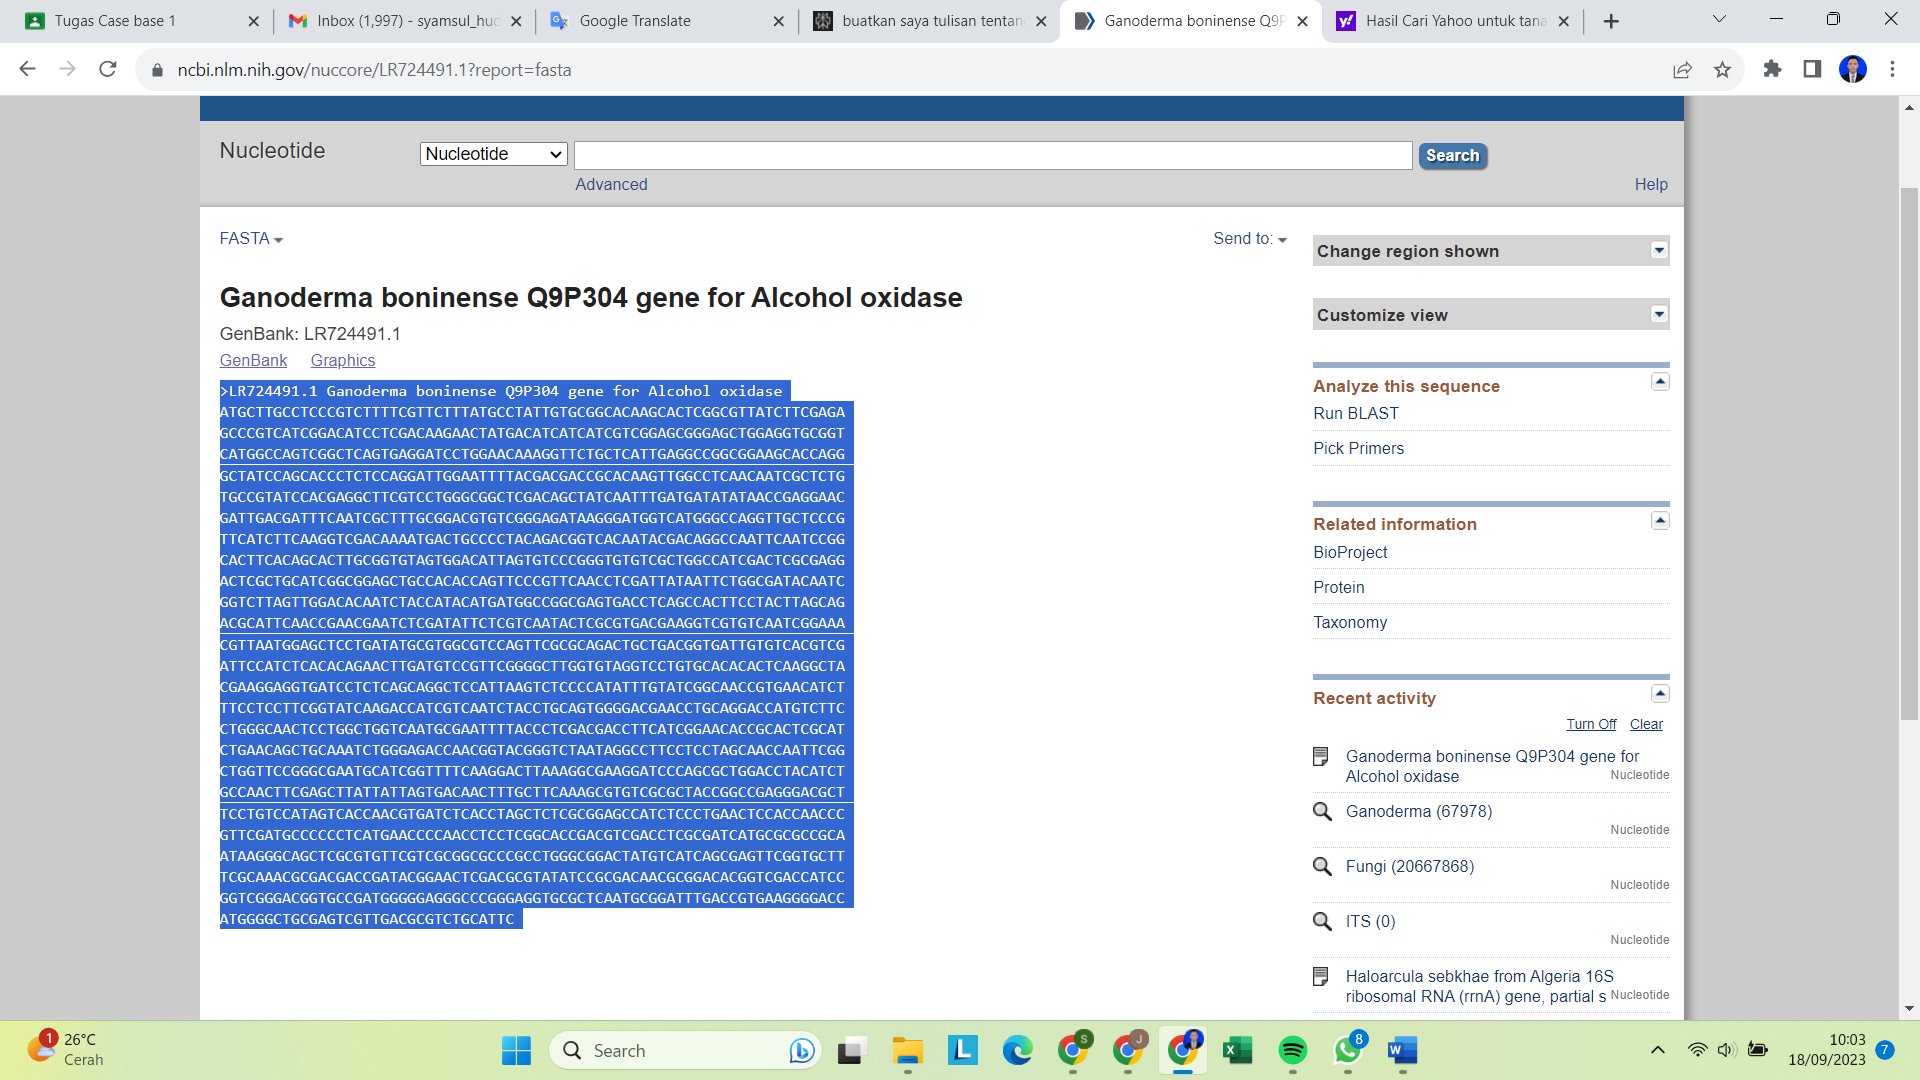 Tugas Case base 1
Inbox (1,997) - syamsul_hud
Google Translate
buatkan saya tulisan tentan
Ganoderma boninense Q9P
Hasil Cari Yahoo untuk tana
ncbi.nlm.nih.gov/nuccore/LR724491.1?report=fasta
Nucleotide
Nucleotide
Search
Advanced
Help
FASTA
Send to:
Ganoderma boninense Q9P304 gene for Alcohol oxidase
GenBank: LR724491.1
GenBank Graphics
>LR724491.1 Ganoderma boninense Q9P304 gene for Alcohol oxidase
ATGCTTGCCTCCCGTCTTTTCGTTCTTTATGCCTATTGTGCGGCACAAGCACTCGGCGTTATCTTCGAGA
GCCCGTCATCGGACATCCTCGACAAGAACTATGACATCATCATCGTCGGAGCGGGAGCTGGAGGTGCGGT
CATGGCCAGTCGGCTCAGTGAGGATCCTGGAACAAAGGTTCTGCTCATTGAGGCCGGCGGAAGCACCAGG
GCTATCCAGCACCCTCTCCAGGATTGGAATTTTACGACGACCGCACAAGTTGGCCTCAACAATCGCTCTG
TGCCGTATCCACGAGGCTTCGTCCTGGGCGGCTCGACAGCTATCAATTTGATGATATATAACCGAGGAAC
GATTGACGATTTCAATCGCTTTGCGGACGTGTCGGGAGATAAGGGATGGTCATGGGCCAGGTTGCTCCCG
TTCATCTTCAAGGTCGACAAAATGACTGCCCCTACAGACGGTCACAATACGACAGGCCAATTCAATCCGG
CACTTCACAGCACTTGCGGTGTAGTGGACATTAGTGTCCCGGGTGTGTCGCTGGCCATCGACTCGCGAGG
ACTCGCTGCATCGGCGGAGCTGCCACACCAGTTCCCGTTCAACCTCGATTATAATTCTGGCGATACAATC
GGTCTTAGTTGGACACAATCTACCATACATGATGGCCGGCGAGTGACCTCAGCCACTTCCTACTTAGCAG
ACGCATTCAACCGAACGAATCTCGATATTCTCGTCAATACTCGCGTGACGAAGGTCGTGTCAATCGGAAA
CGTTAATGGAGCTCCTGATATGCGTGGCGTCCAGTTCGCGCAGACTGCTGACGGTGATTGTGTCACGTCG
ATTCCATCTCACACAGAACTTGATGTCCGTTCGGGGCTTGGTGTAGGTCCTGTGCACACACTCAAGGCTA
CGAAGGAGGTGATCCTCTCAGCAGGCTCCATTAAGTCTCCCCATATTTGTATCGGCAACCGTGAACATCT
TTCCTCCTTCGGTATCAAGACCATCGTCAATCTACCTGCAGTGGGGACGAACCTGCAGGACCATGTCTTC
CTGGGCAACTCCTGGCTGGTCAATGCGAATTTTACCCTCGACGACCTTCATCGGAACACCGCACTCGCAT
CTGAACAGCTGCAAATCTGGGAGACCAACGGTACGGGTCTAATAGGCCTTCCTCCTAGCAACCAATTCGG
CTGGTTCCGGGCGAATGCATCGGTTTTCAAGGACTTAAAGGCGAAGGATCCCAGCGCTGGACCTACATCT
GCCAACTTCGAGCTTATTATTAGTGACAACTTTGCTTCAAAGCGTGTCGCGCTACCGGCCGAGGGACGCT
TCCTGTCCATAGTCACCAACGTGATCTCACCTAGCTCTCGCGGAGCCATCTCCCTGAACTCCACCAACCC
GTTCGATGCCCCCCTCATGAACCCCAACCTCCTCGGCACCGACGTCGACCTCGCGATCATGCGCGCCGCA
ATAAGGGCAGCTCGCGTGTTCGTCGCGGCGCCCGCCTGGGCGGACTATGTCATCAGCGAGTTCGGTGCTT
TCGCAAACGCGACGACCGATACGGAACTCGACGCGTATATCCGCGACAACGCGGACACGGTCGACCATCC
GGTCGGGACGGTGCCGATGGGGGAGGGCCCGGGAGGTGCGCTCAATGCGGATTTGACCGTGAAGGGGACC
ATGGGGCTGCGAGTCGTTGACGCGTCTGCATTC
Change region shown
Customize view
Analyze this sequence
Run BLAST
Pick Primers
Related information
BioProject
Protein
Taxonomy
Recent activity
Turn Off Clear
Ganoderma boninense Q9P304 gene for
Alcohol oxidase
Nucleotide
Ganoderma (67978)
Nucleotide
Fungi (20667868)
Nucleotide
ITS (0)
Nucleotide
Haloarcula sebkhae from Algeria 16S
ribosomal RNA (rrnA) gene, partial s
Nucleotide
1
26°C
Cerah
Search
S
J
8
10:03
18/09/2023
7